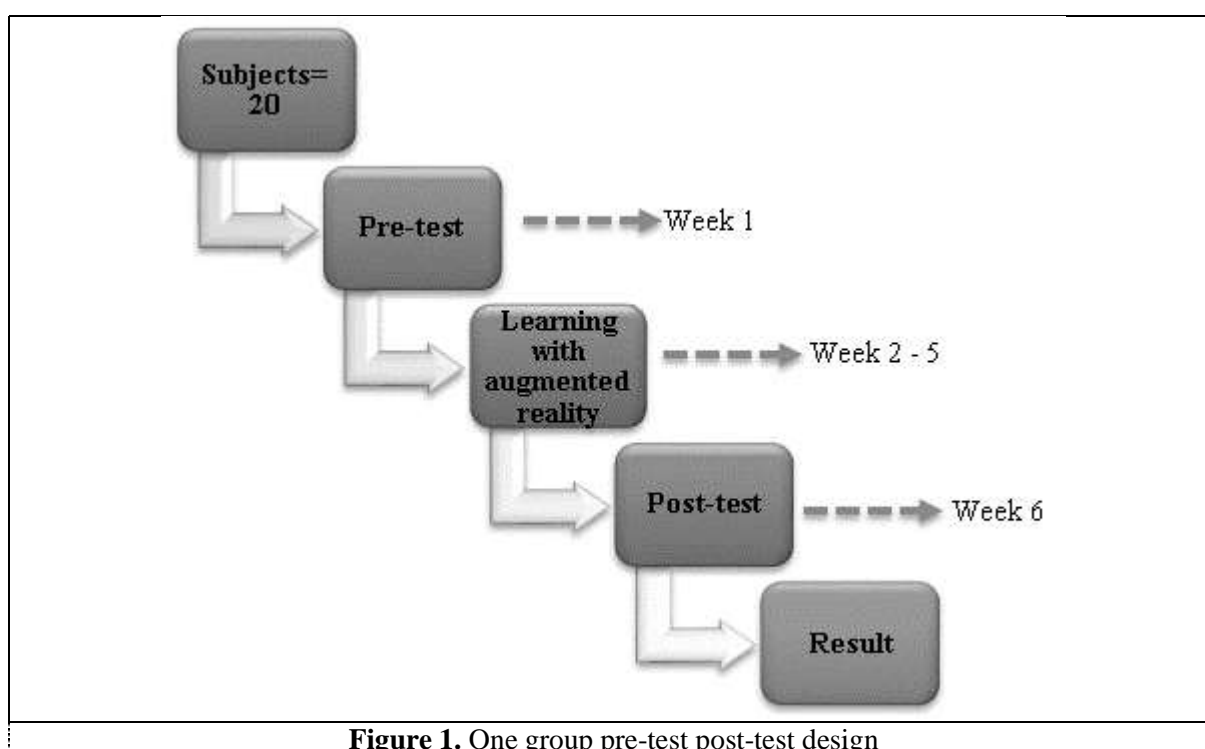 Subjects=
20
Pre-test
Week 1
Learning
with
augmented
reality
Week 2 - 5
Post-test
Week 6
Result
Figure 1. One group pre-test post-test design